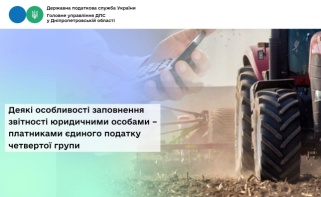 Державна податкова служба України
Головне управління ДПС
у Дніпропетровській області
Деякі особливості заповнення
звітності юридичними особами –
платниками єдиного податку
четвертої групи